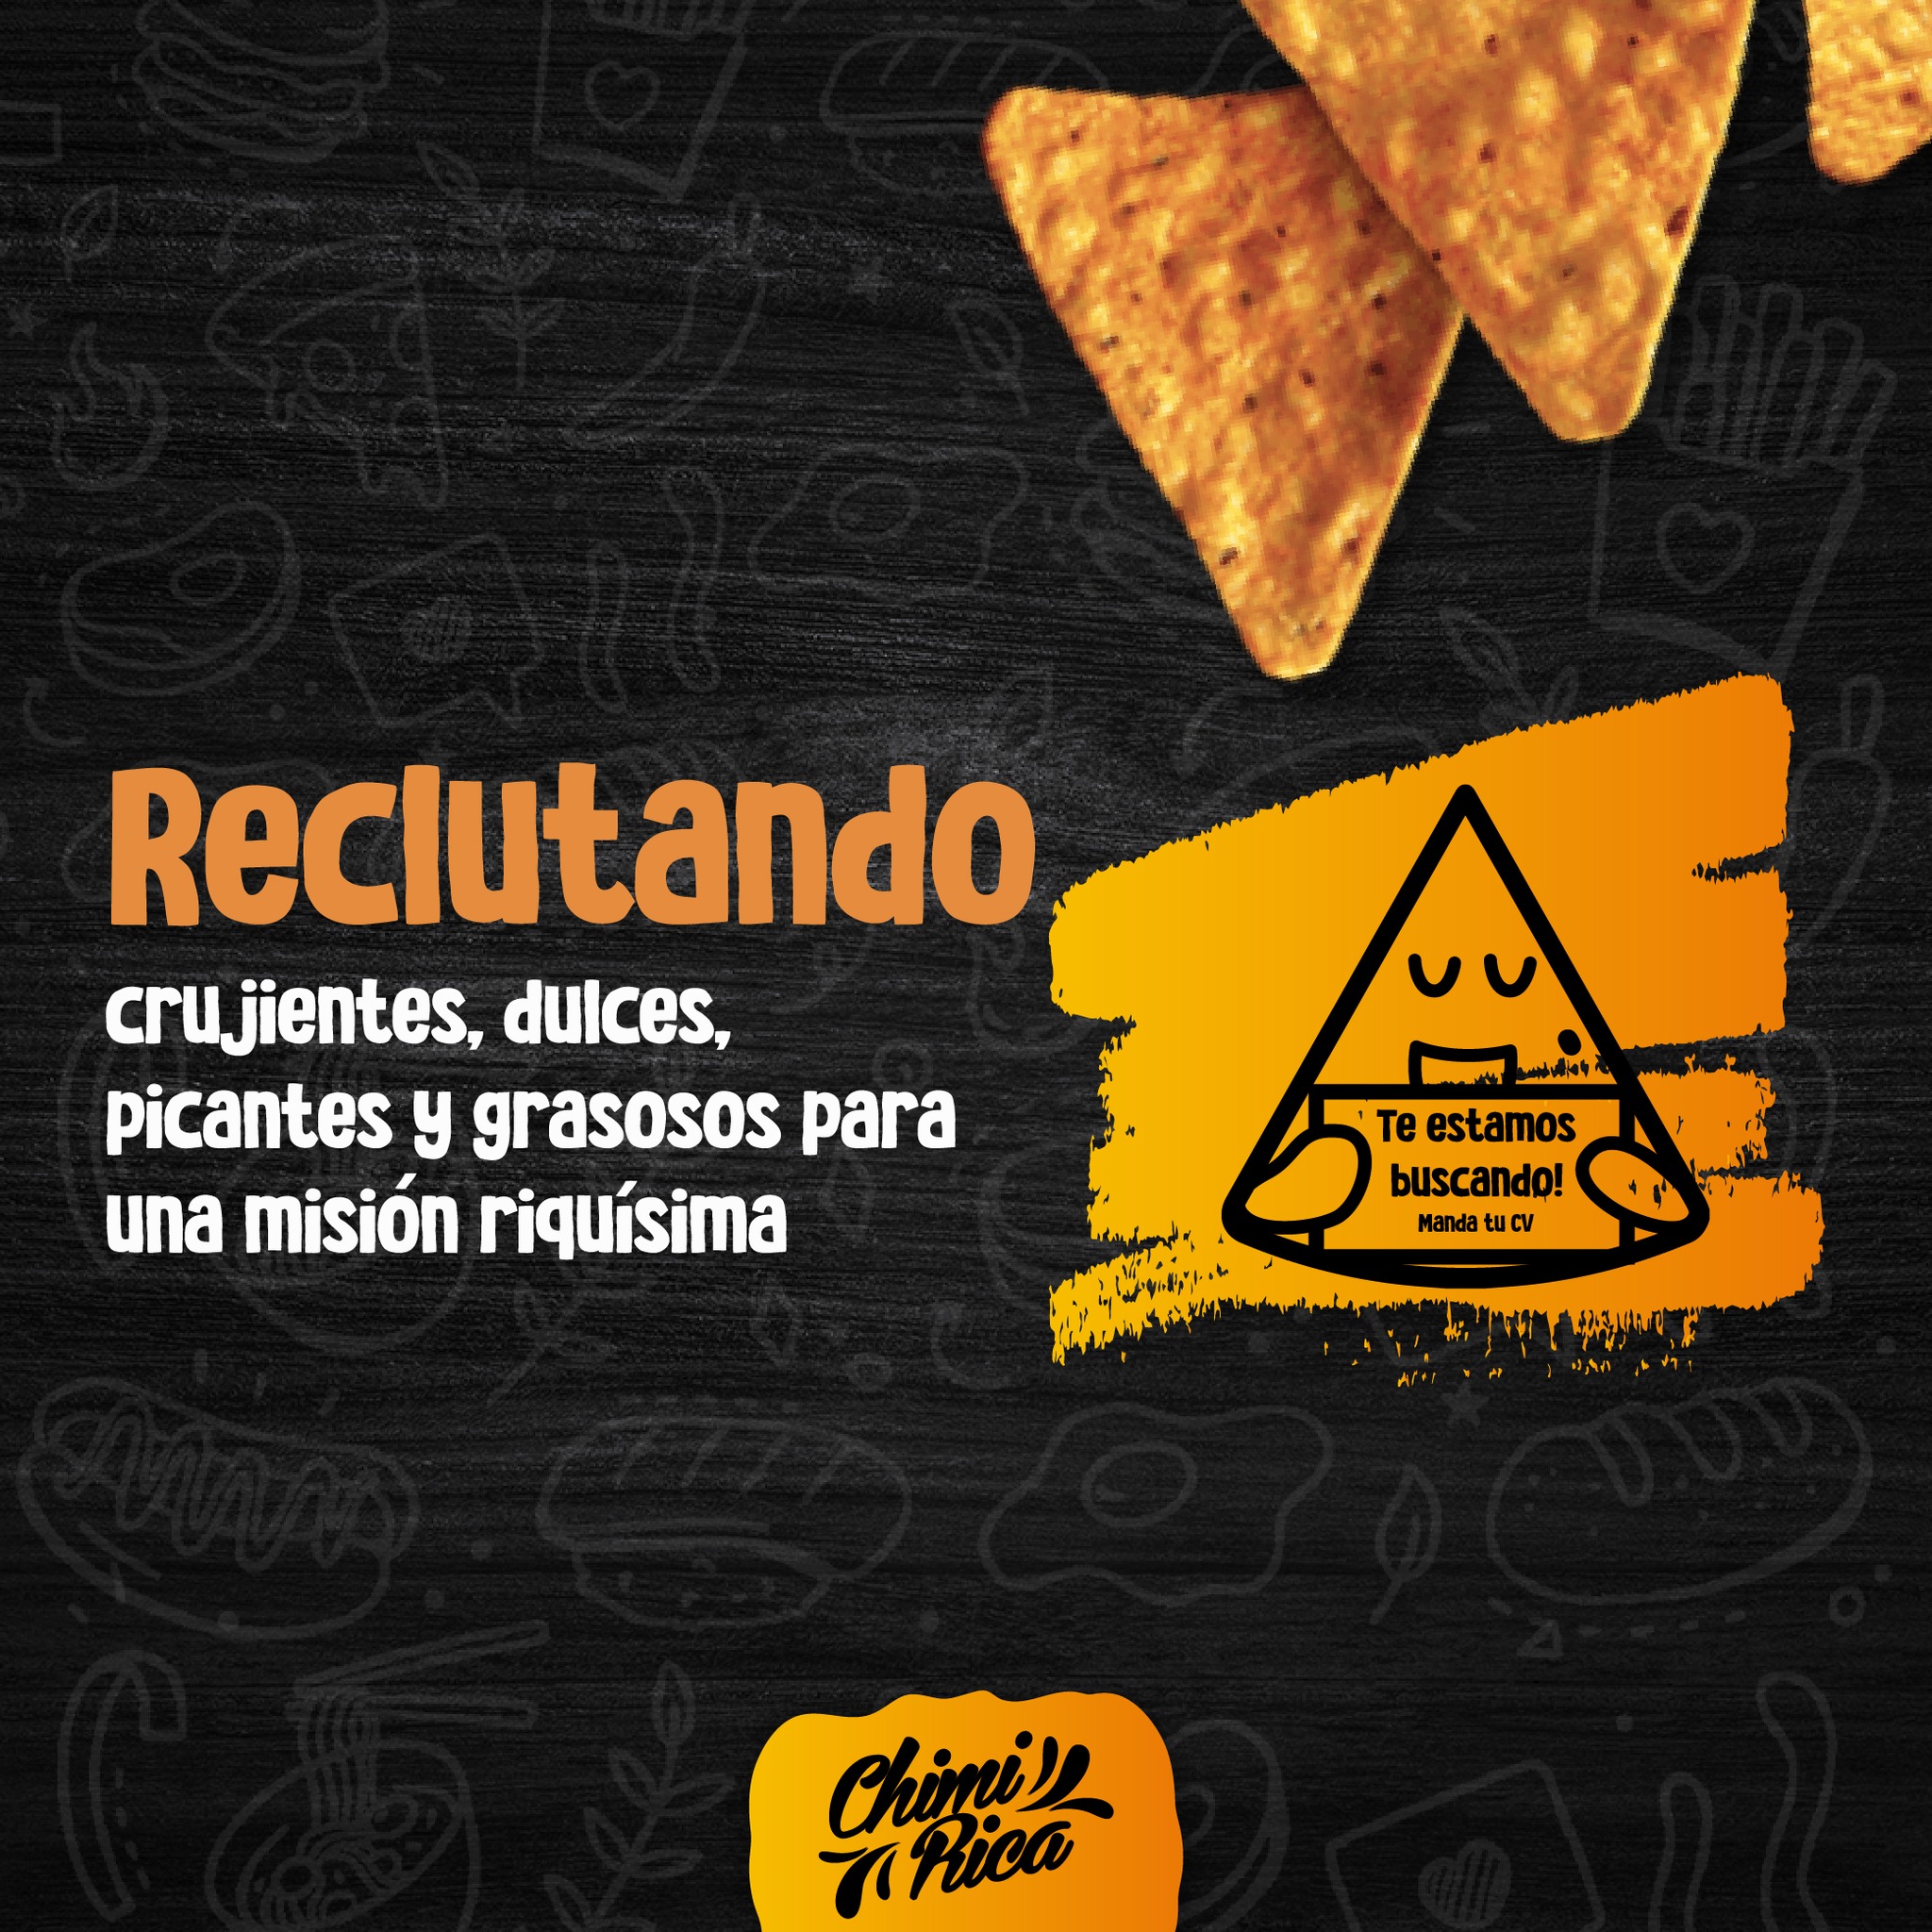 Reclutando
crujientes, dulces,
picantes y grasosos para
una misión riquísima
Te estamos
buscando!
Manda tu CV
Chimi
Rica